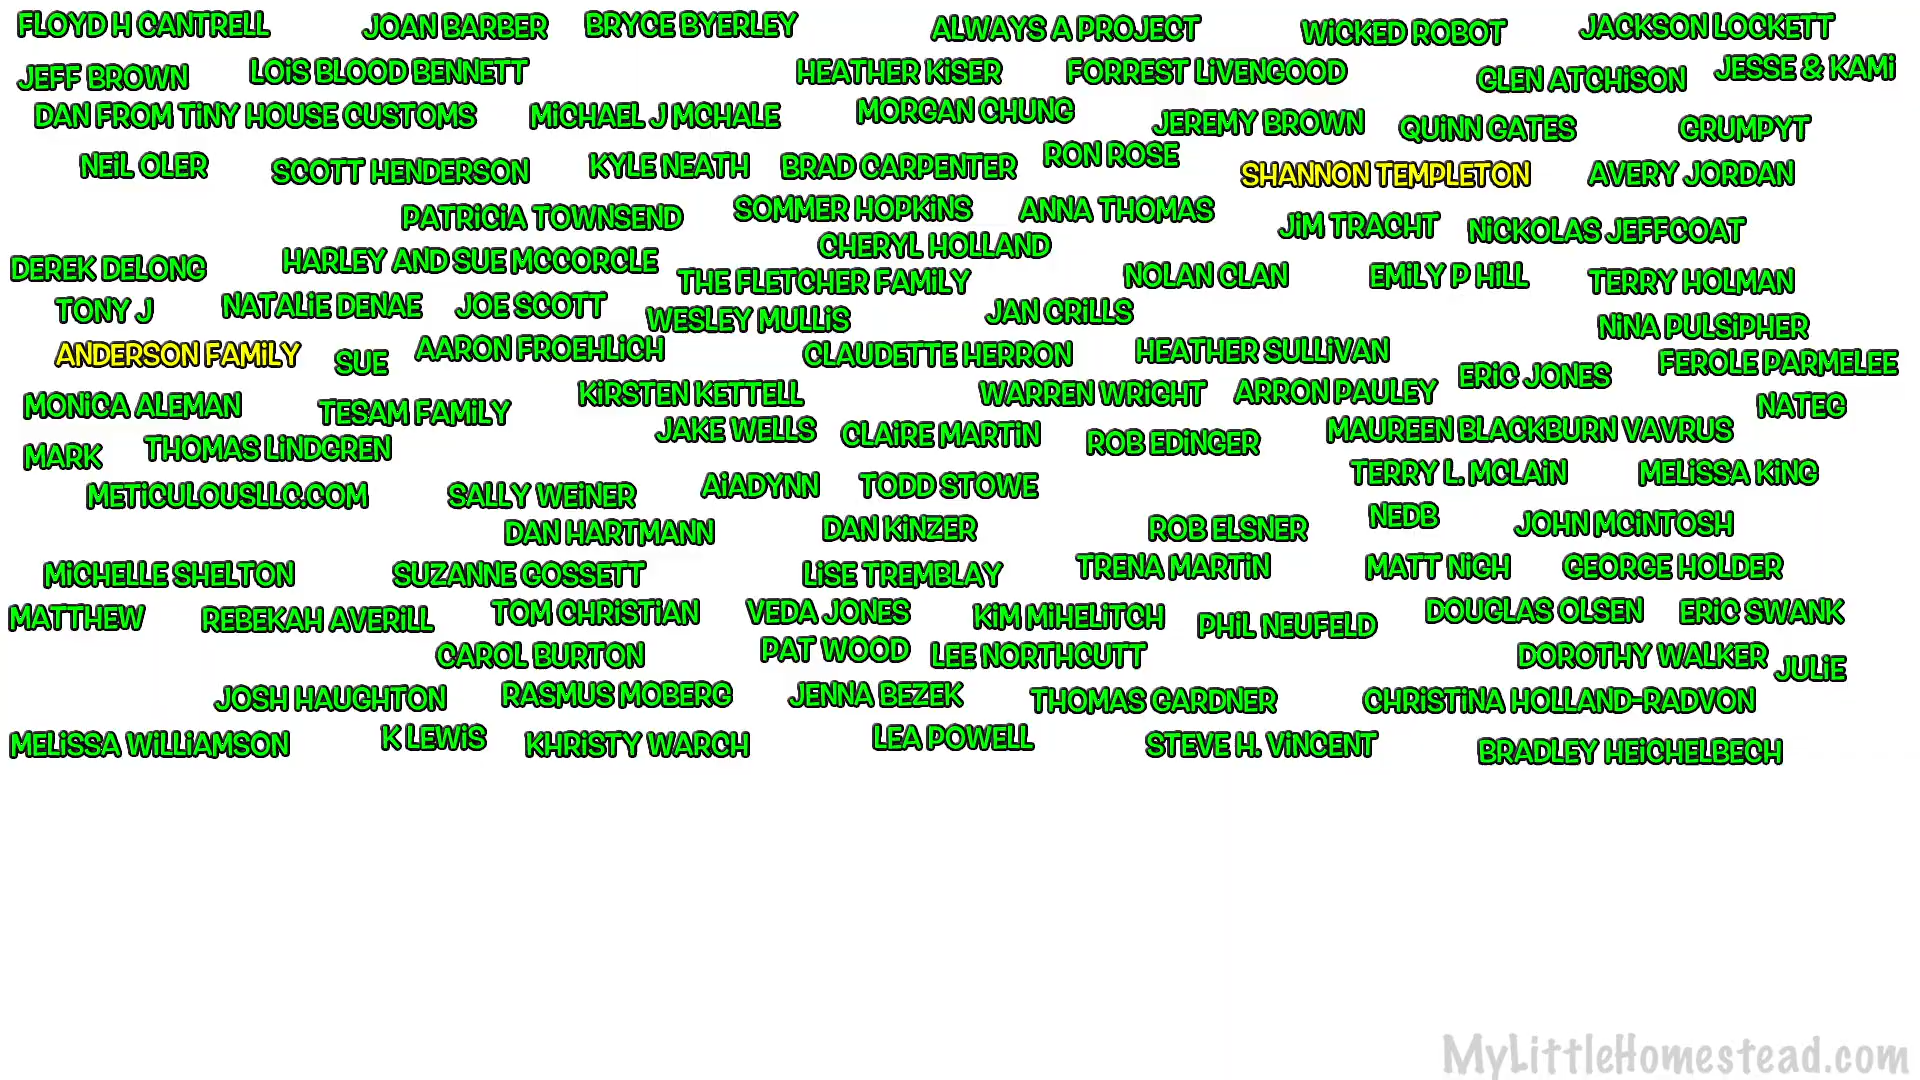 FLOYD H CANTRELL JOAN BARBER BRYCE BYERLEY ALWAYS A PROJECT WICKED ROBOT JACKSON LOCKETT
JEFF BROWN LOIS BLOOD BENNETT HEATHER KISER FORREST LIVENGOOD GLEN ATCHISON JESSE & KAMI
DAN FROM TINY HOUSE CUSTOMS MICHAEL J MCHALE MORGAN CHUNG JEREMY BROWN QUINN GATES GRUMPYT
NEIL OLER SCOTT HENDERSON KYLE NEATH BRAD CARPENTER RON ROSE SHANNON TEMPLETON AVERY JORDAN
PATRICIA TOWNSEND SOMMER HOPKINS ANNA THOMAS JIM TRACHT NICKOLAS JEFFCOAT
DEREK DELONG HARLEY AND SUE MCCORCLE CHERYL HOLLAND
THE FLETCHER FAMILY NOLAN CLAN EMILY P HILL TERRY HOLMAN
TONY J NATALIE DENAE JOE SCOTT WESLEY MULLIS JAN CRILLS NINA PULSIPHER
ANDERSON FAMILY SUE AARON FROEHLICH CLAUDETTE HERRON HEATHER SULLIVAN ERIC JONES FEROLE PARMELEE
MONICA ALEMAN TESAM FAMILY KIRSTEN KETTELL WARREN WRIGHT ARRON PAULEY NATEG
MARK THOMAS LINDGREN JAKE WELLS CLAIRE MARTIN ROB EDINGER MAUREEN BLACKBURN VAVRUS
METICULOUSLLC.COM SALLY WEINER AIADYNN TODD STOWE TERRY L. MCLAIN MELISSA KING
DAN HARTMANN DAN KINZER ROB ELSNER NEDB JOHN MCINTOSH
MICHELLE SHELTON SUZANNE GOSSETT LISE TREMBLAY TRENA MARTIN MATT NIGH GEORGE HOLDER
MATTHEW REBEKAH AVERILL TOM CHRISTIAN VEDA JONES KIM MIHELITCH PHIL NEUFELD DOUGLAS OLSEN ERIC SWANK
CAROL BURTON PAT WOOD LEE NORTHCUTT DOROTHY WALKER JULIE
JOSH HAUGHTON RASMUS MOBERG JENNA BEZEK THOMAS GARDNER CHRISTINA HOLLAND-RADVON
MELISSA WILLIAMSON K LEWIS KHRISTY WARCH LEA POWELL STEVE H. VINCENT BRADLEY HEICHELBECH
MyLittleHomestead.com